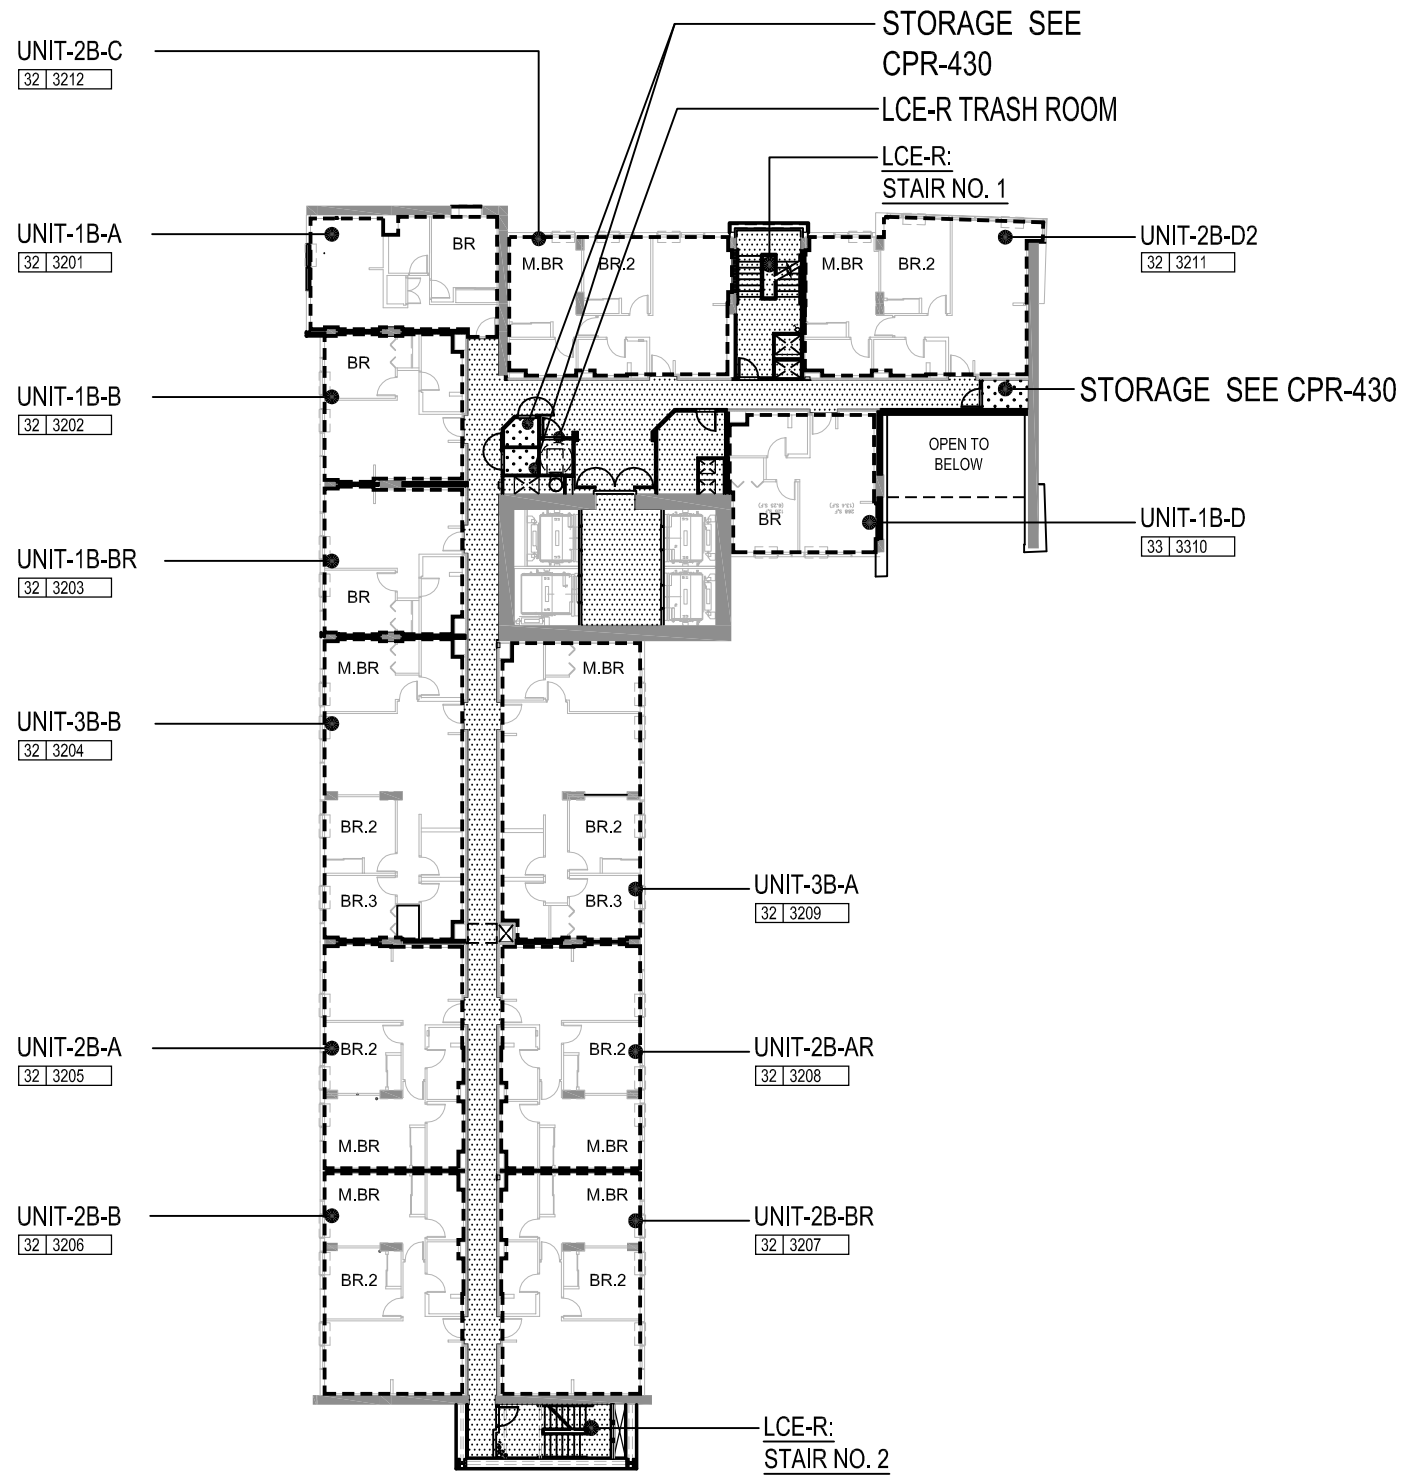 UNIT-2B-C
32 3212
STORAGE SEE
CPR-430
LCE-R TRASH ROOM
LCE-R:
STAIR NO. 1
UNIT-1B-A
32 3201
BR
M.BR
BR.2
M.BR
BR.2
UNIT-2B-D2
32 3211
UNIT-1B-B
32 3202
BR
STORAGE SEE CPR-430
OPEN TO
BELOW
UNIT-1B-D
33 3310
BR
UNIT-1B-BR
32 3203
BR
M.BR
M.BR
UNIT-3B-B
32 3204
BR.2
BR.2
BR.3
BR.3
UNIT-3B-A
32 3209
UNIT-2B-A
32 3205
BR.2
BR.2
UNIT-2B-AR
32 3208
M.BR
M.BR
M.BR
M.BR
UNIT-2B-B
32 3206
UNIT-2B-BR
32 3207
BR.2
BR.2
LCE-R:
STAIR NO. 2